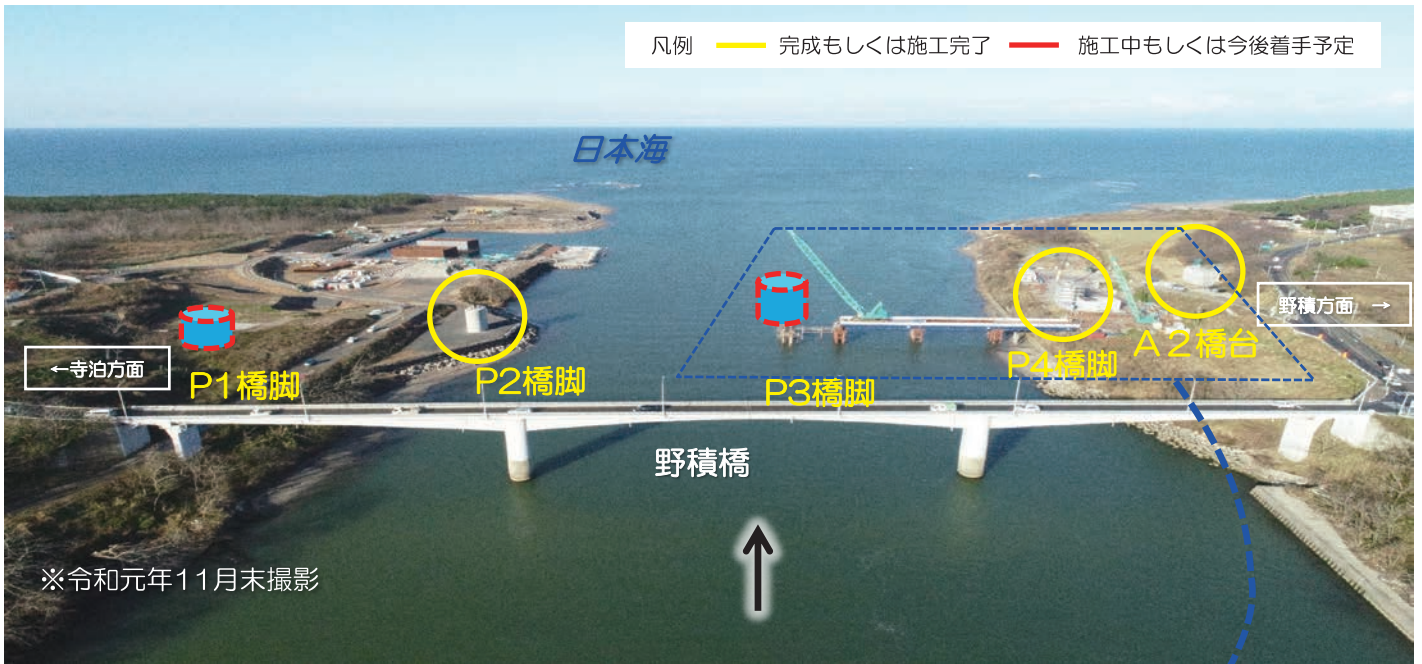 凡例 完成もしくは施工完了 施工中もしくは今後着手予定
日本海
野積方面 →
←寺泊方面
P1橋脚
P2橋脚
P3橋脚
P4橋脚
A2橋台
野積橋
※令和元年11月末撮影